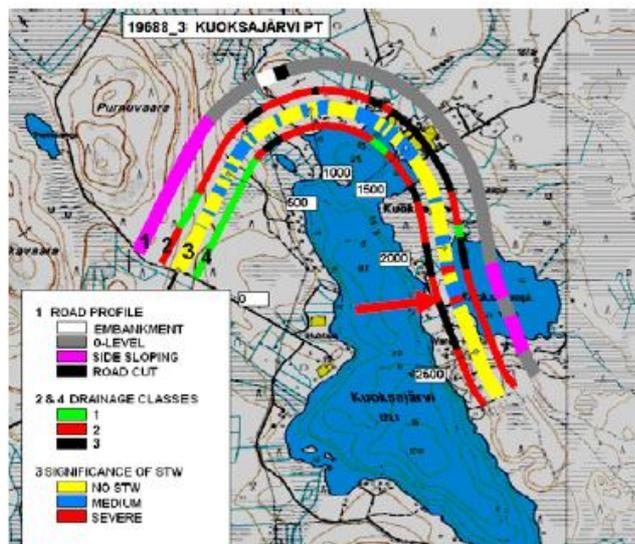 19688_3: KUOKSAJÄRVI PT
Purnuvaara
1000
1500
500
2000
0
2500
Kuoksajärvi
1
2
3
4
1 ROAD PROFILE
EMBANKMENT
0-LEVEL
SIDE SLOPING
ROAD CUT
2 & 4 DRAINAGE CLASSES
1
2
3
3 SIGNIFICANCE OF STW
NO STW
MEDIUM
SEVERE